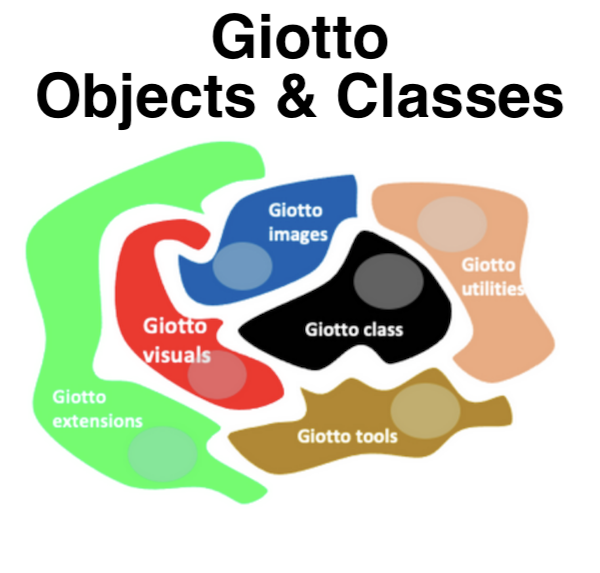 Giotto
Objects & Classes
Giotto
images
Giotto
utilities
Giotto class
Giotto
visuals
Giotto
extensions
Giotto tools